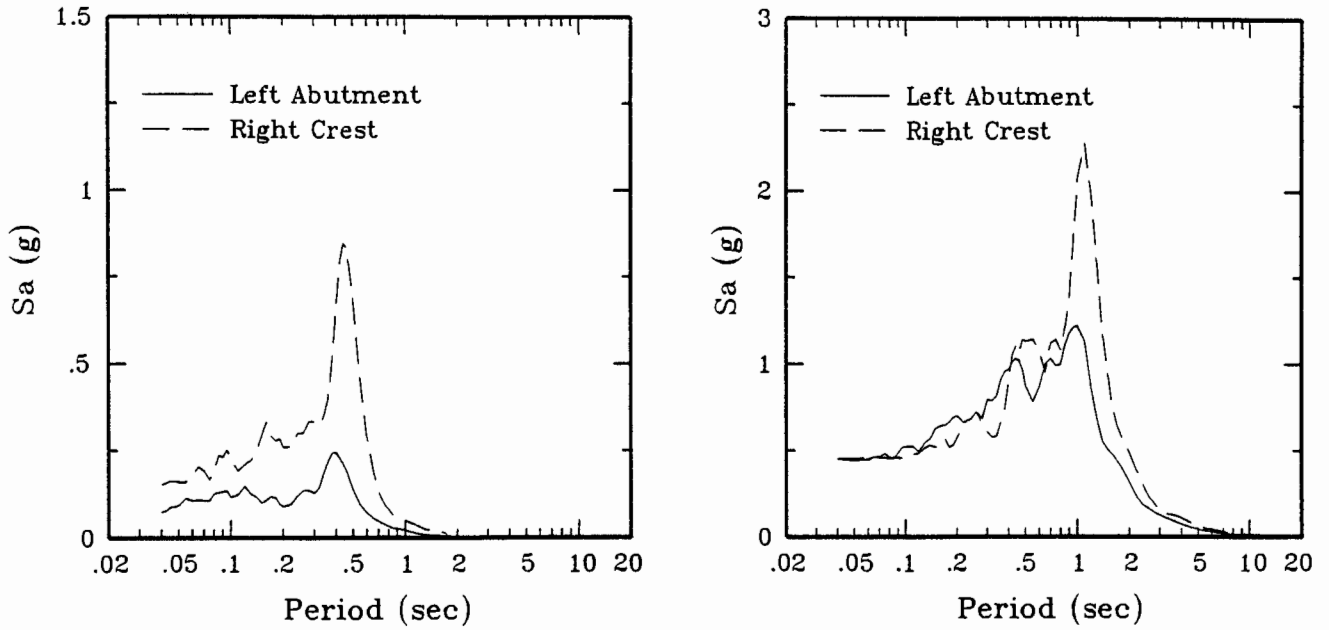 1.5
1
.5
0
Sa (g)
Left Abutment
Right Crest
.02 .05 .1 .2 .5 1 2 5 10 20
Period (sec)
3
2
1
0
Sa (g)
Left Abutment
Right Crest
.02 .05 0.1 0.2 .5 1 2 5 10 20
Period (sec)